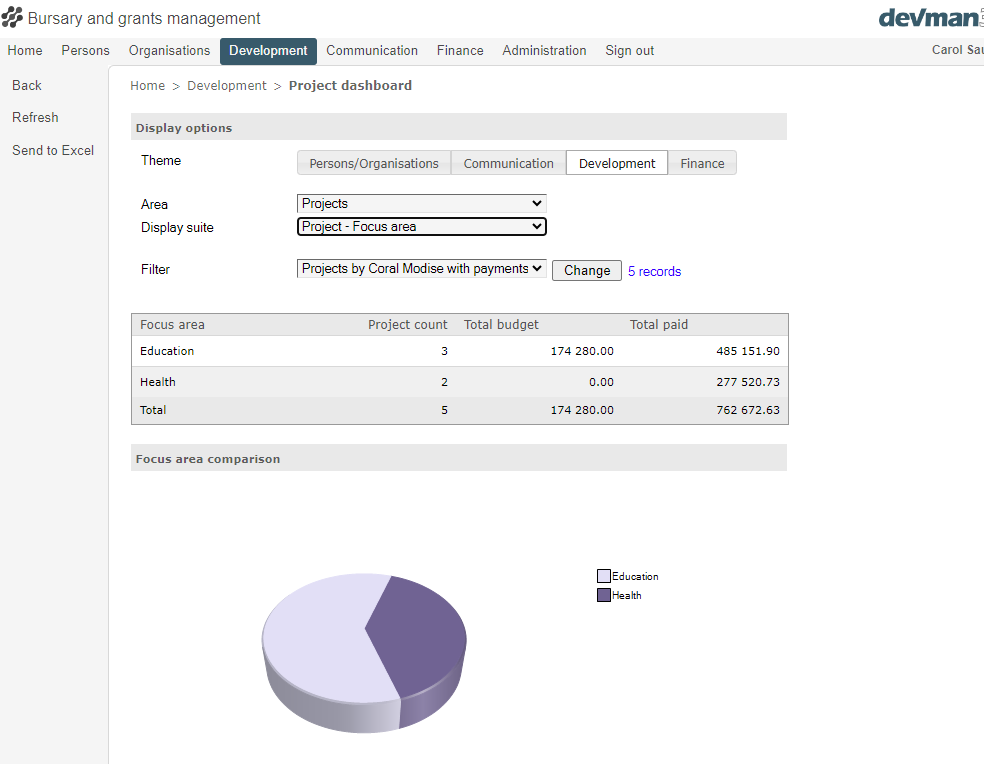 Bursary and grants management
devman
Home Persons Organisations Development Communication Finance Administration Sign out Carol Sau
Back
Refresh
Send to Excel
Home > Development > Project dashboard
Display options
Theme Persons/Organisations Communication Development Finance
Area Projects
Display suite Project - Focus area
Filter Projects by Coral Modise with payments Change 5 records
Focus area Project count Total budget Total paid
Education 3 174 280.00 485 151.90
Health 2 0.00 277 520.73
Total 5 174 280.00 762 672.63
Focus area comparison
Education
Health